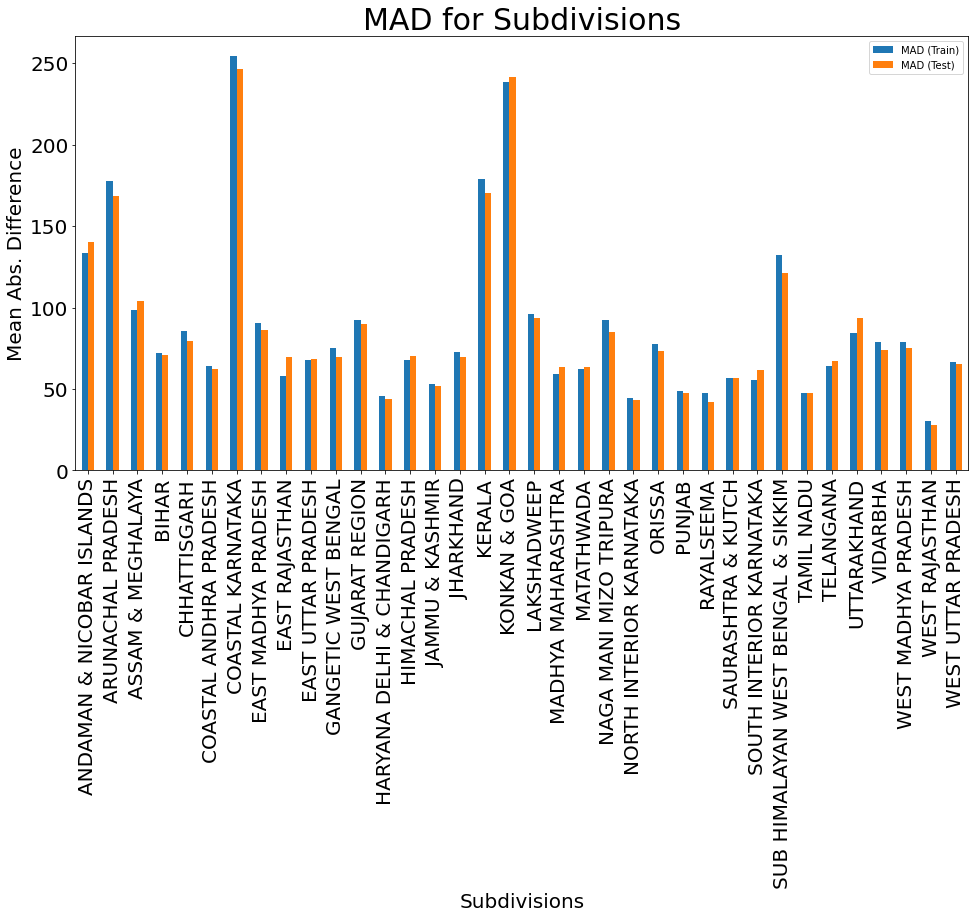 MAD for Subdivisions
MAD (Train)
MAD (Test)
Mean Abs. Difference
250
200
150
100
50
0
ANDAMAN & NICOBAR ISLANDS
ARUNACHAL PRADESH
ASSAM & MEGHALAYA
BIHAR
CHHATTISGARH
COASTAL ANDHRA PRADESH
COASTAL KARNATAKA
EAST MADHYA PRADESH
EAST RAJASTHAN
EAST UTTAR PRADESH
GANGETIC WEST BENGAL
GUJARAT REGION
HARYANA DELHI & CHANDIGARH
HIMACHAL PRADESH
JAMMU & KASHMIR
JHARKHAND
KERALA
KONKAN & GOA
LAKSHADWEEP
MADHYA MAHARASHTRA
MATATHWADA
NAGA MANI MIZO TRIPURA
NORTH INTERIOR KARNATAKA
ORISSA
PUNJAB
RAYALSEEMA
SAURASHTRA & KUTCH
SOUTH INTERIOR KARNATAKA
SUB HIMALAYAN WEST BENGAL & SIKKIM
TAMIL NADU
TELANGANA
UTTARAKHAND
VIDARBHA
WEST MADHYA PRADESH
WEST RAJASTHAN
WEST UTTAR PRADESH
Subdivisions